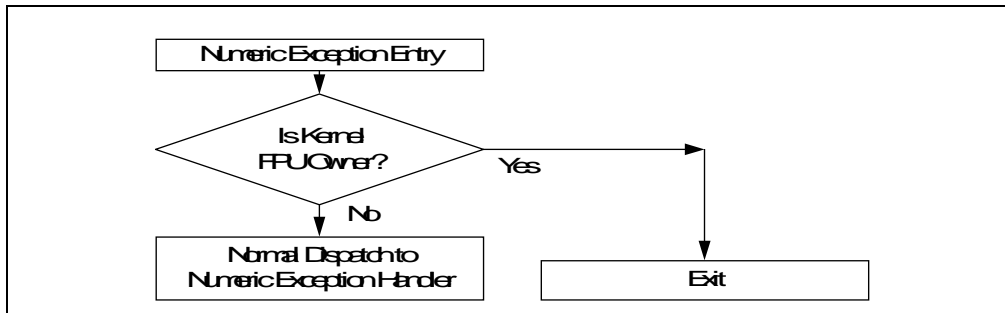 Numeric Exception Entry
Is Kernel
FPU Owner?
Yes
No
Normal Dispatch to
Numeric Exception Handler
Exit